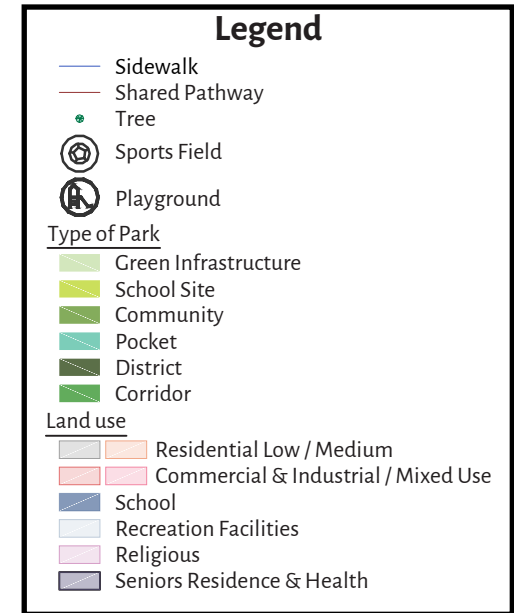 Legend
Sidewalk
Shared Pathway
Tree
Sports Field
Playground
Type of Park
Green Infrastructure
School Site
Community
Pocket
District
Corridor
Land use
Residential Low / Medium
Commercial & Industrial / Mixed Use
School
Recreation Facilities
Religious
Seniors Residence & Health